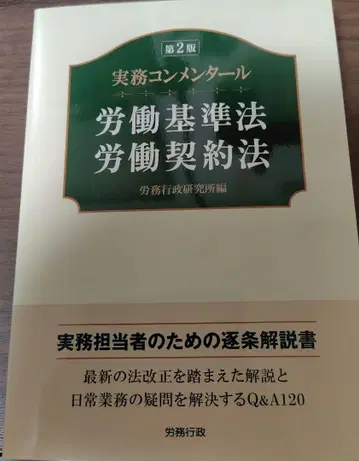 第2版
実務コンメンタール
労働基準法
労働契約法
労務行政研究所編
実務担当者のための逐条解説書
最新の法改正を踏まえた解説と
日常業務の疑問を解決するQ&A120
労務行政